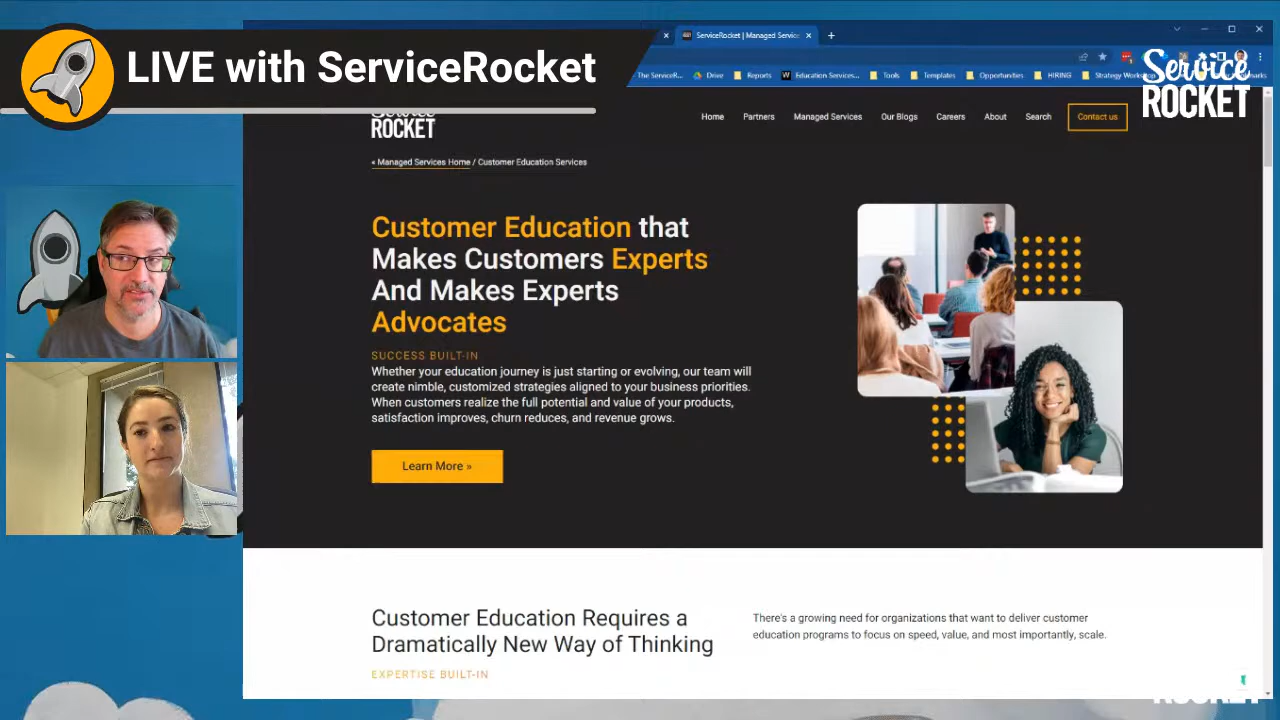 LIVE with ServiceRocket
ServiceRocket | Managed Service
The ServiceR...
Drive
Reports
Education Services...
Tools
Templates
Opportunities
HIRING
Strategy Workshop
Service
ROCKET
ROCKET
Home
Partners
Managed Services
Our Blogs
Careers
About
Search
Contact us
« Managed Services Home / Customer Education Services
Customer Education that
Makes Customers Experts
And Makes Experts
Advocates
SUCCESS BUILT-IN
Whether your education journey is just starting or evolving, our team will
create nimble, customized strategies aligned to your business priorities.
When customers realize the full potential and value of your products,
satisfaction improves, churn reduces, and revenue grows.
Learn More »
Customer Education Requires a
Dramatically New Way of Thinking
EXPERTISE BUILT-IN
There's a growing need for organizations that want to deliver customer
education programs to focus on speed, value, and most importantly, scale.